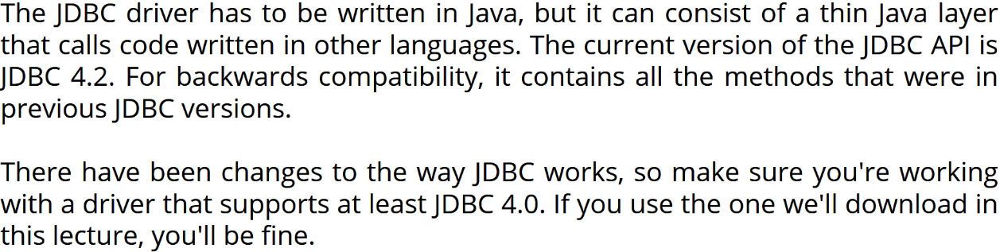 The JDBC driver has to be written in Java, but it can consist of a thin Java layer
that calls code written in other languages. The current version of the JDBC API is
JDBC 4.2. For backwards compatibility, it contains all the methods that were in
previous JDBC versions.
There have been changes to the way JDBC works, so make sure you're working
with a driver that supports at least JDBC 4.0. If you use the one we'll download in
this lecture, you'll be fine.